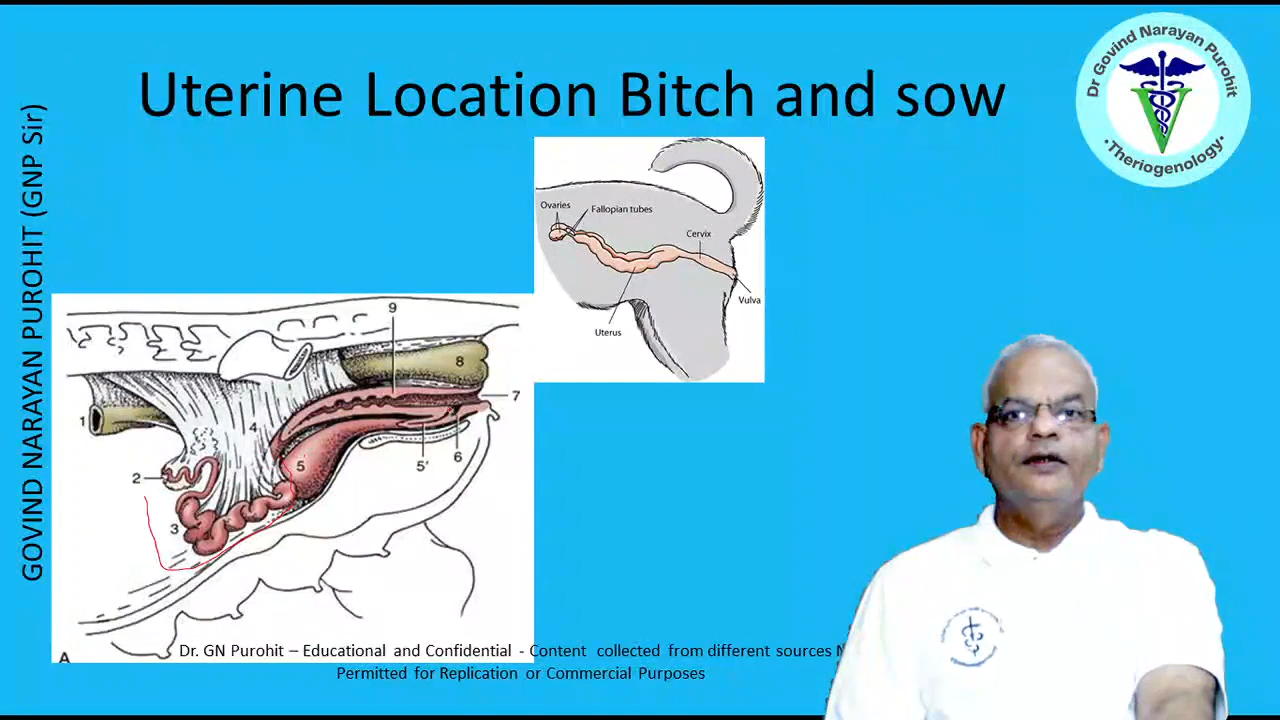 Uterine Location Bitch and sow
Dr Govind Narayan Purohit
•Theriogenology•
GOVIND NARAYAN PUROHIT (GNP Sir)
Ovaries
Fallopian tubes
Cervix
Vulva
Uterus
9
8
7
1
4
2
5
5'
6
3
A
Dr. GN Purohit – Educational and Confidential - Content collected from different sources
Permitted for Replication or Commercial Purposes